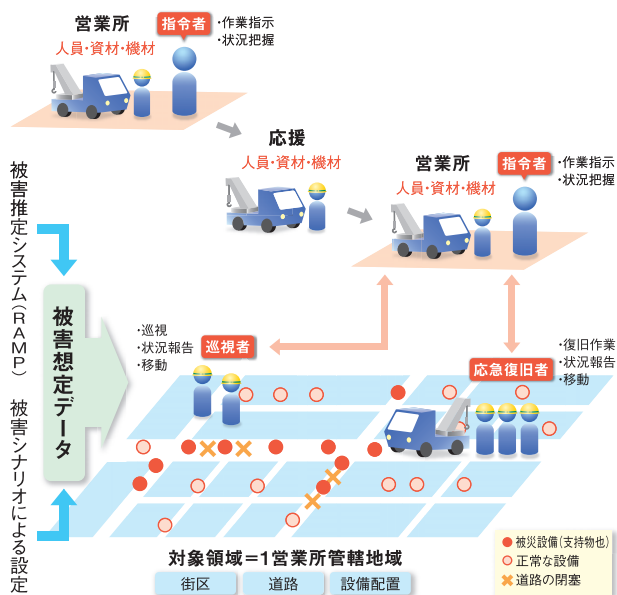 営業所
指令者
・作業指示
・状況把握
人員・資材・機材
応援
人員・資材・機材
営業所
指令者
・作業指示
・状況把握
人員・資材・機材
被害推定システム（RAMP）
被害シナリオによる設定
被害想定データ
・巡視
・状況報告
・移動
巡視者
応急復旧者
・復旧作業
・状況報告
・移動
対象領域＝1営業所管轄地域
街区
道路
設備配置
被災設備（支持物也）
正常な設備
道路の閉塞